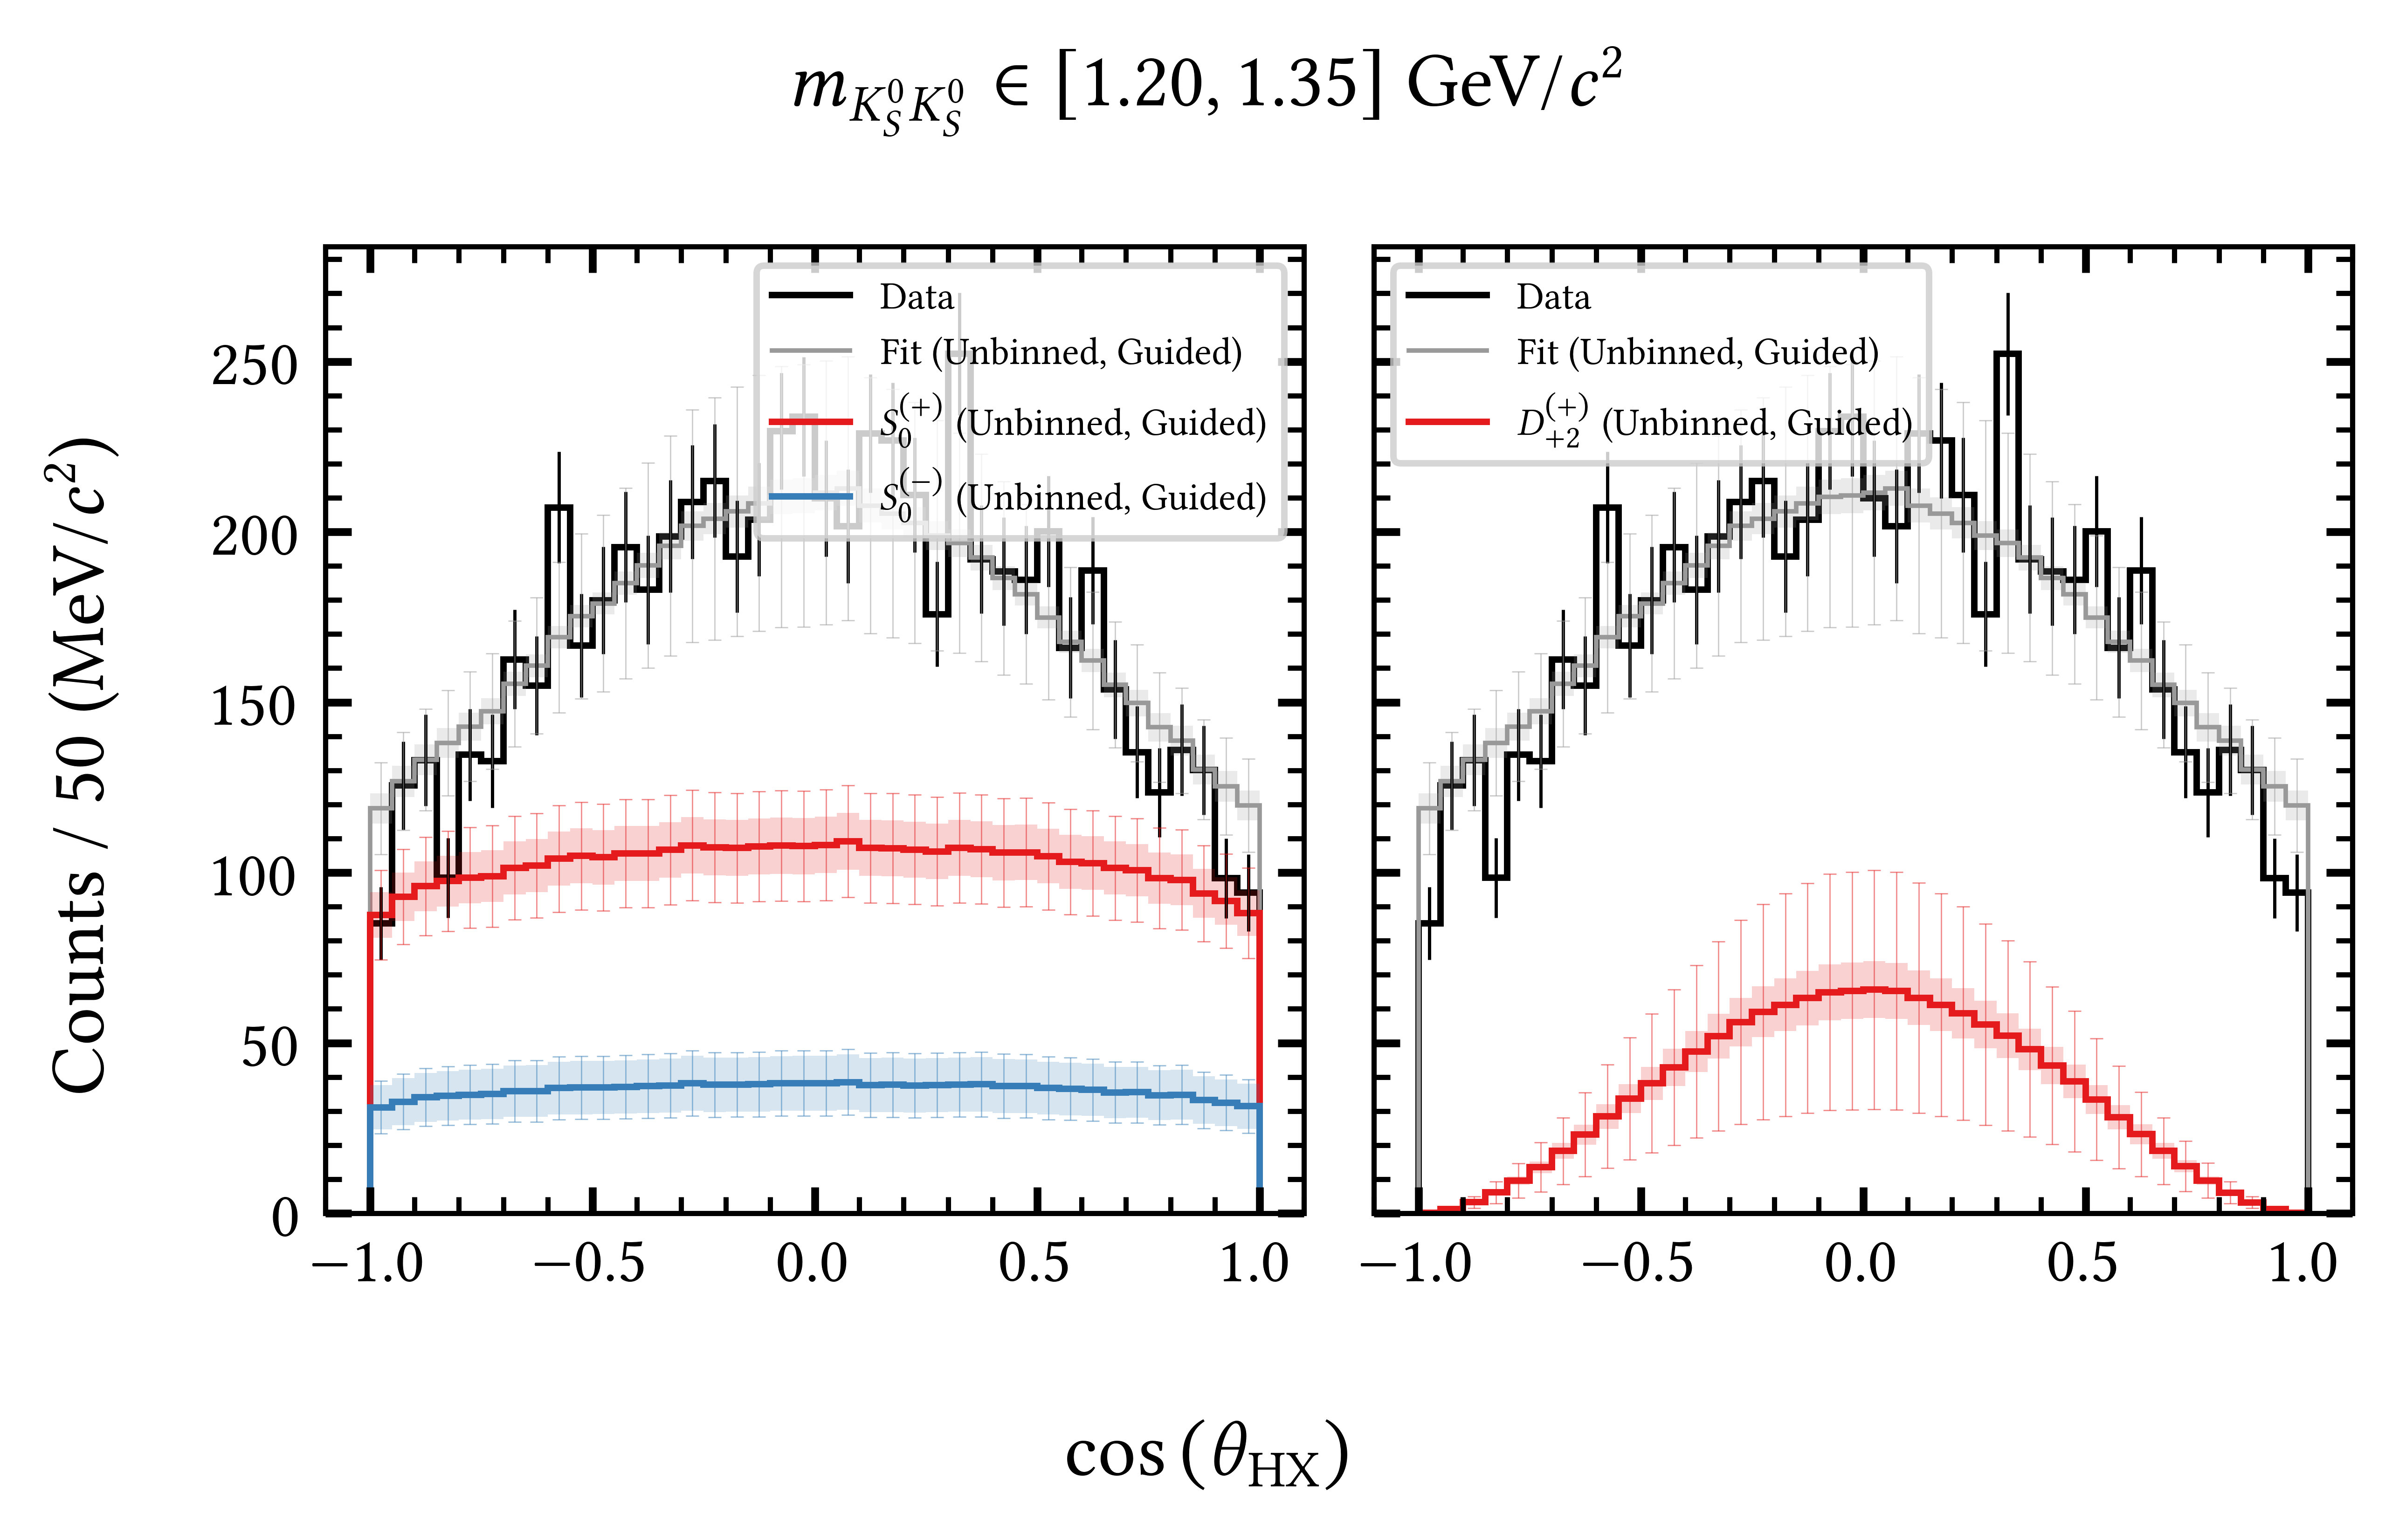 m_{K_S^0 K_S^0} ∈ [1.20, 1.35] GeV/c²
Counts / 50 (MeV/c²)
250
200
150
100
50
0
Data
Fit (Unbinned, Guided)
S_0^{(+)} (Unbinned, Guided)
S_0^{(−)} (Unbinned, Guided)
Data
Fit (Unbinned, Guided)
D_{+2}^{(+)} (Unbinned, Guided)
−1.0 −0.5 0.0 0.5 1.0
−1.0 −0.5 0.0 0.5 1.0
cos (θ_HX)